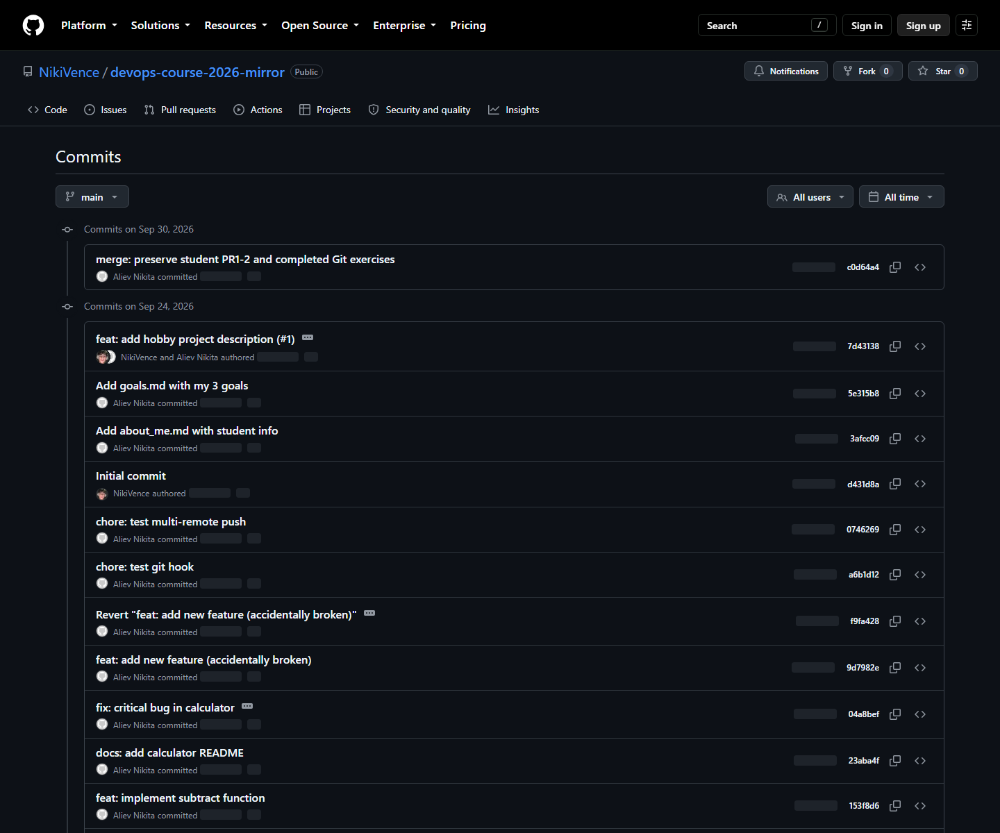 Platform Solutions Resources Open Source Enterprise Pricing Search / Sign in Sign up
NikiVence / devops-course-2026-mirror Public Notifications Fork 0 Star 0
Code Issues Pull requests Actions Projects Security and quality Insights
Commits
main All users All time
Commits on Sep 30, 2026
merge: preserve student PR1-2 and completed Git exercises
Aliev Nikita committed
c0d64a4
Commits on Sep 24, 2026
feat: add hobby project description (#1)
NikiVence and Aliev Nikita authored
7d43138
Add goals.md with my 3 goals
Aliev Nikita committed
5e315b8
Add about_me.md with student info
Aliev Nikita committed
3afcc09
Initial commit
NikiVence authored
d431d8a
chore: test multi-remote push
Aliev Nikita committed
0746269
chore: test git hook
Aliev Nikita committed
a6b1d12
Revert "feat: add new feature (accidentally broken)"
Aliev Nikita committed
f9fa428
feat: add new feature (accidentally broken)
Aliev Nikita committed
9d7982e
fix: critical bug in calculator
Aliev Nikita committed
04a8bef
docs: add calculator README
Aliev Nikita committed
23aba4f
feat: implement subtract function
Aliev Nikita committed
153f8d6